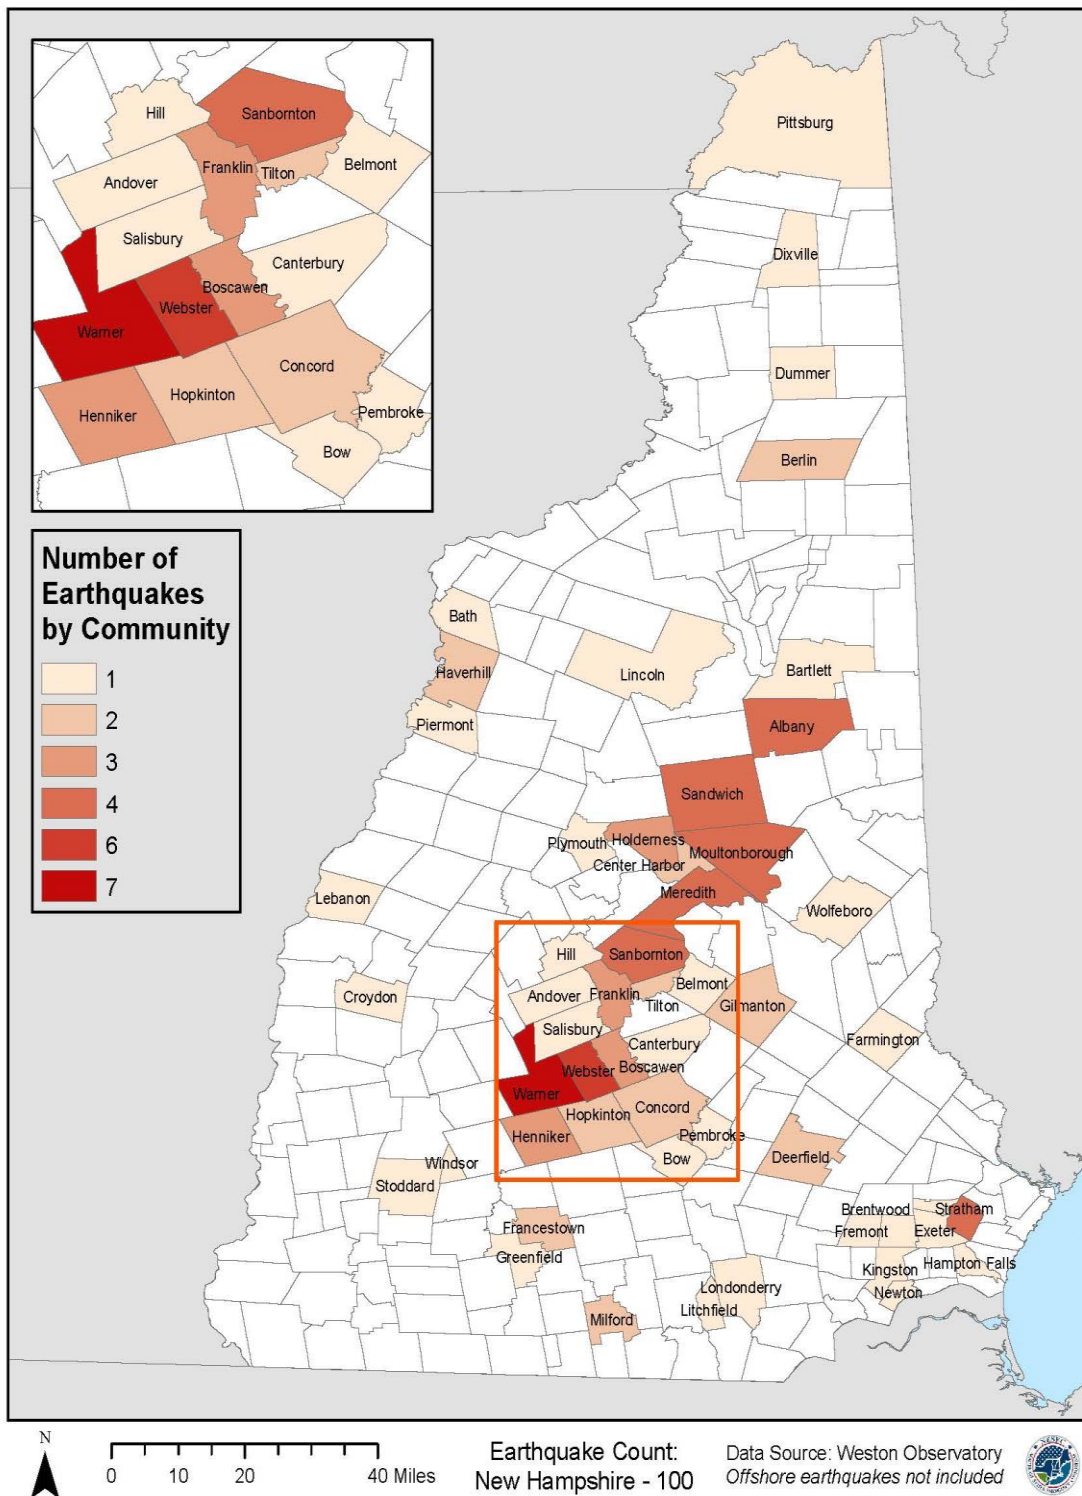 Hill
Sanbornton
Franklin
Tilton
Belmont
Andover
Salisbury
Canterbury
Boscawen
Webster
Warner
Concord
Hopkinton
Henniker
Pembroke
Bow
Number of
Earthquakes
by Community
1
2
3
4
6
7
Pittsburg
Dixville
Dummer
Berlin
Bath
Haverhill
Lincoln
Bartlett
Piermont
Albany
Sandwich
Plymouth
Holderness
Center Harbor
Moultonborough
Meredith
Lebanon
Wolfeboro
Hill
Sanbornton
Croydon
Andover
Franklin
Belmont
Tilton
Gilmanton
Salisbury
Canterbury
Farmington
Webster
Boscawen
Warner
Hopkinton
Concord
Henniker
Pembroke
Bow
Deerfield
Windsor
Stoddard
Francestown
Greenfield
Brentwood
Stratham
Fremont
Exeter
Kingston
Hampton Falls
Newton
Londonderry
Litchfield
Milford
N
0 10 20 40 Miles
Earthquake Count:
New Hampshire - 100
Data Source: Weston Observatory
Offshore earthquakes not included